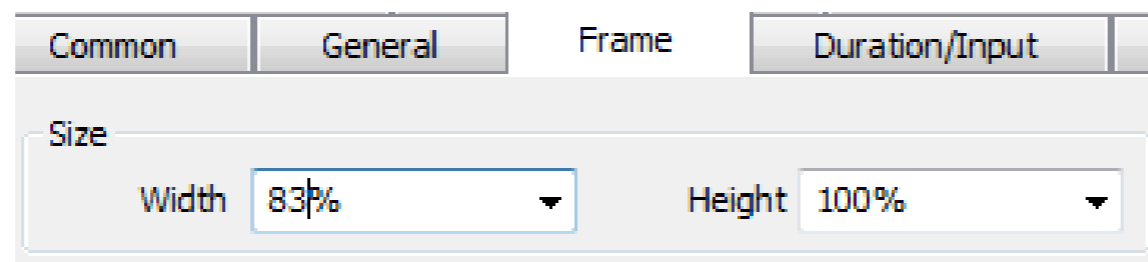 Common General Frame Duration/Input
Size
Width 83% Height 100%